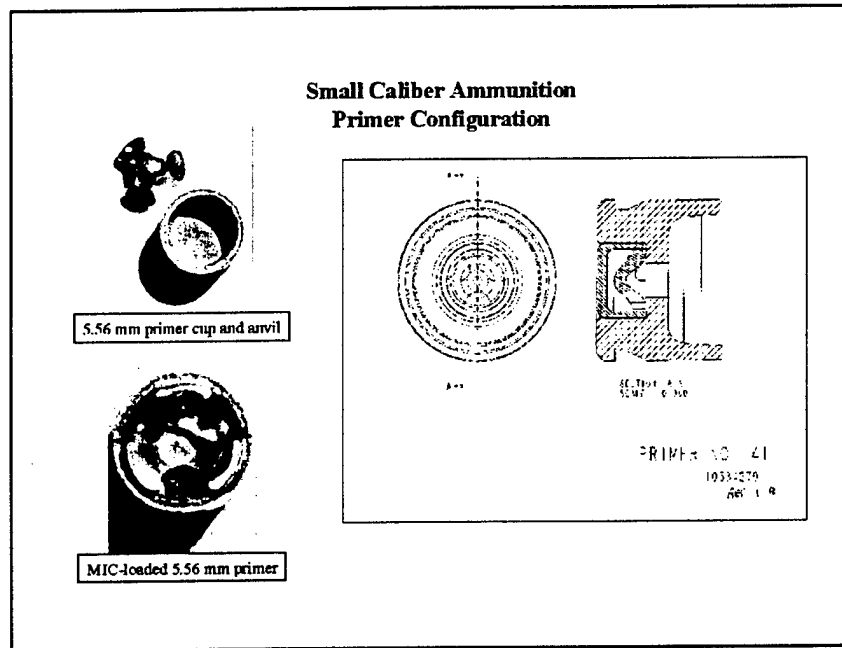 Small Caliber Ammunition
Primer Configuration
5.56 mm primer cup and anvil
MIC-loaded 5.56 mm primer
PRIMER NO 41